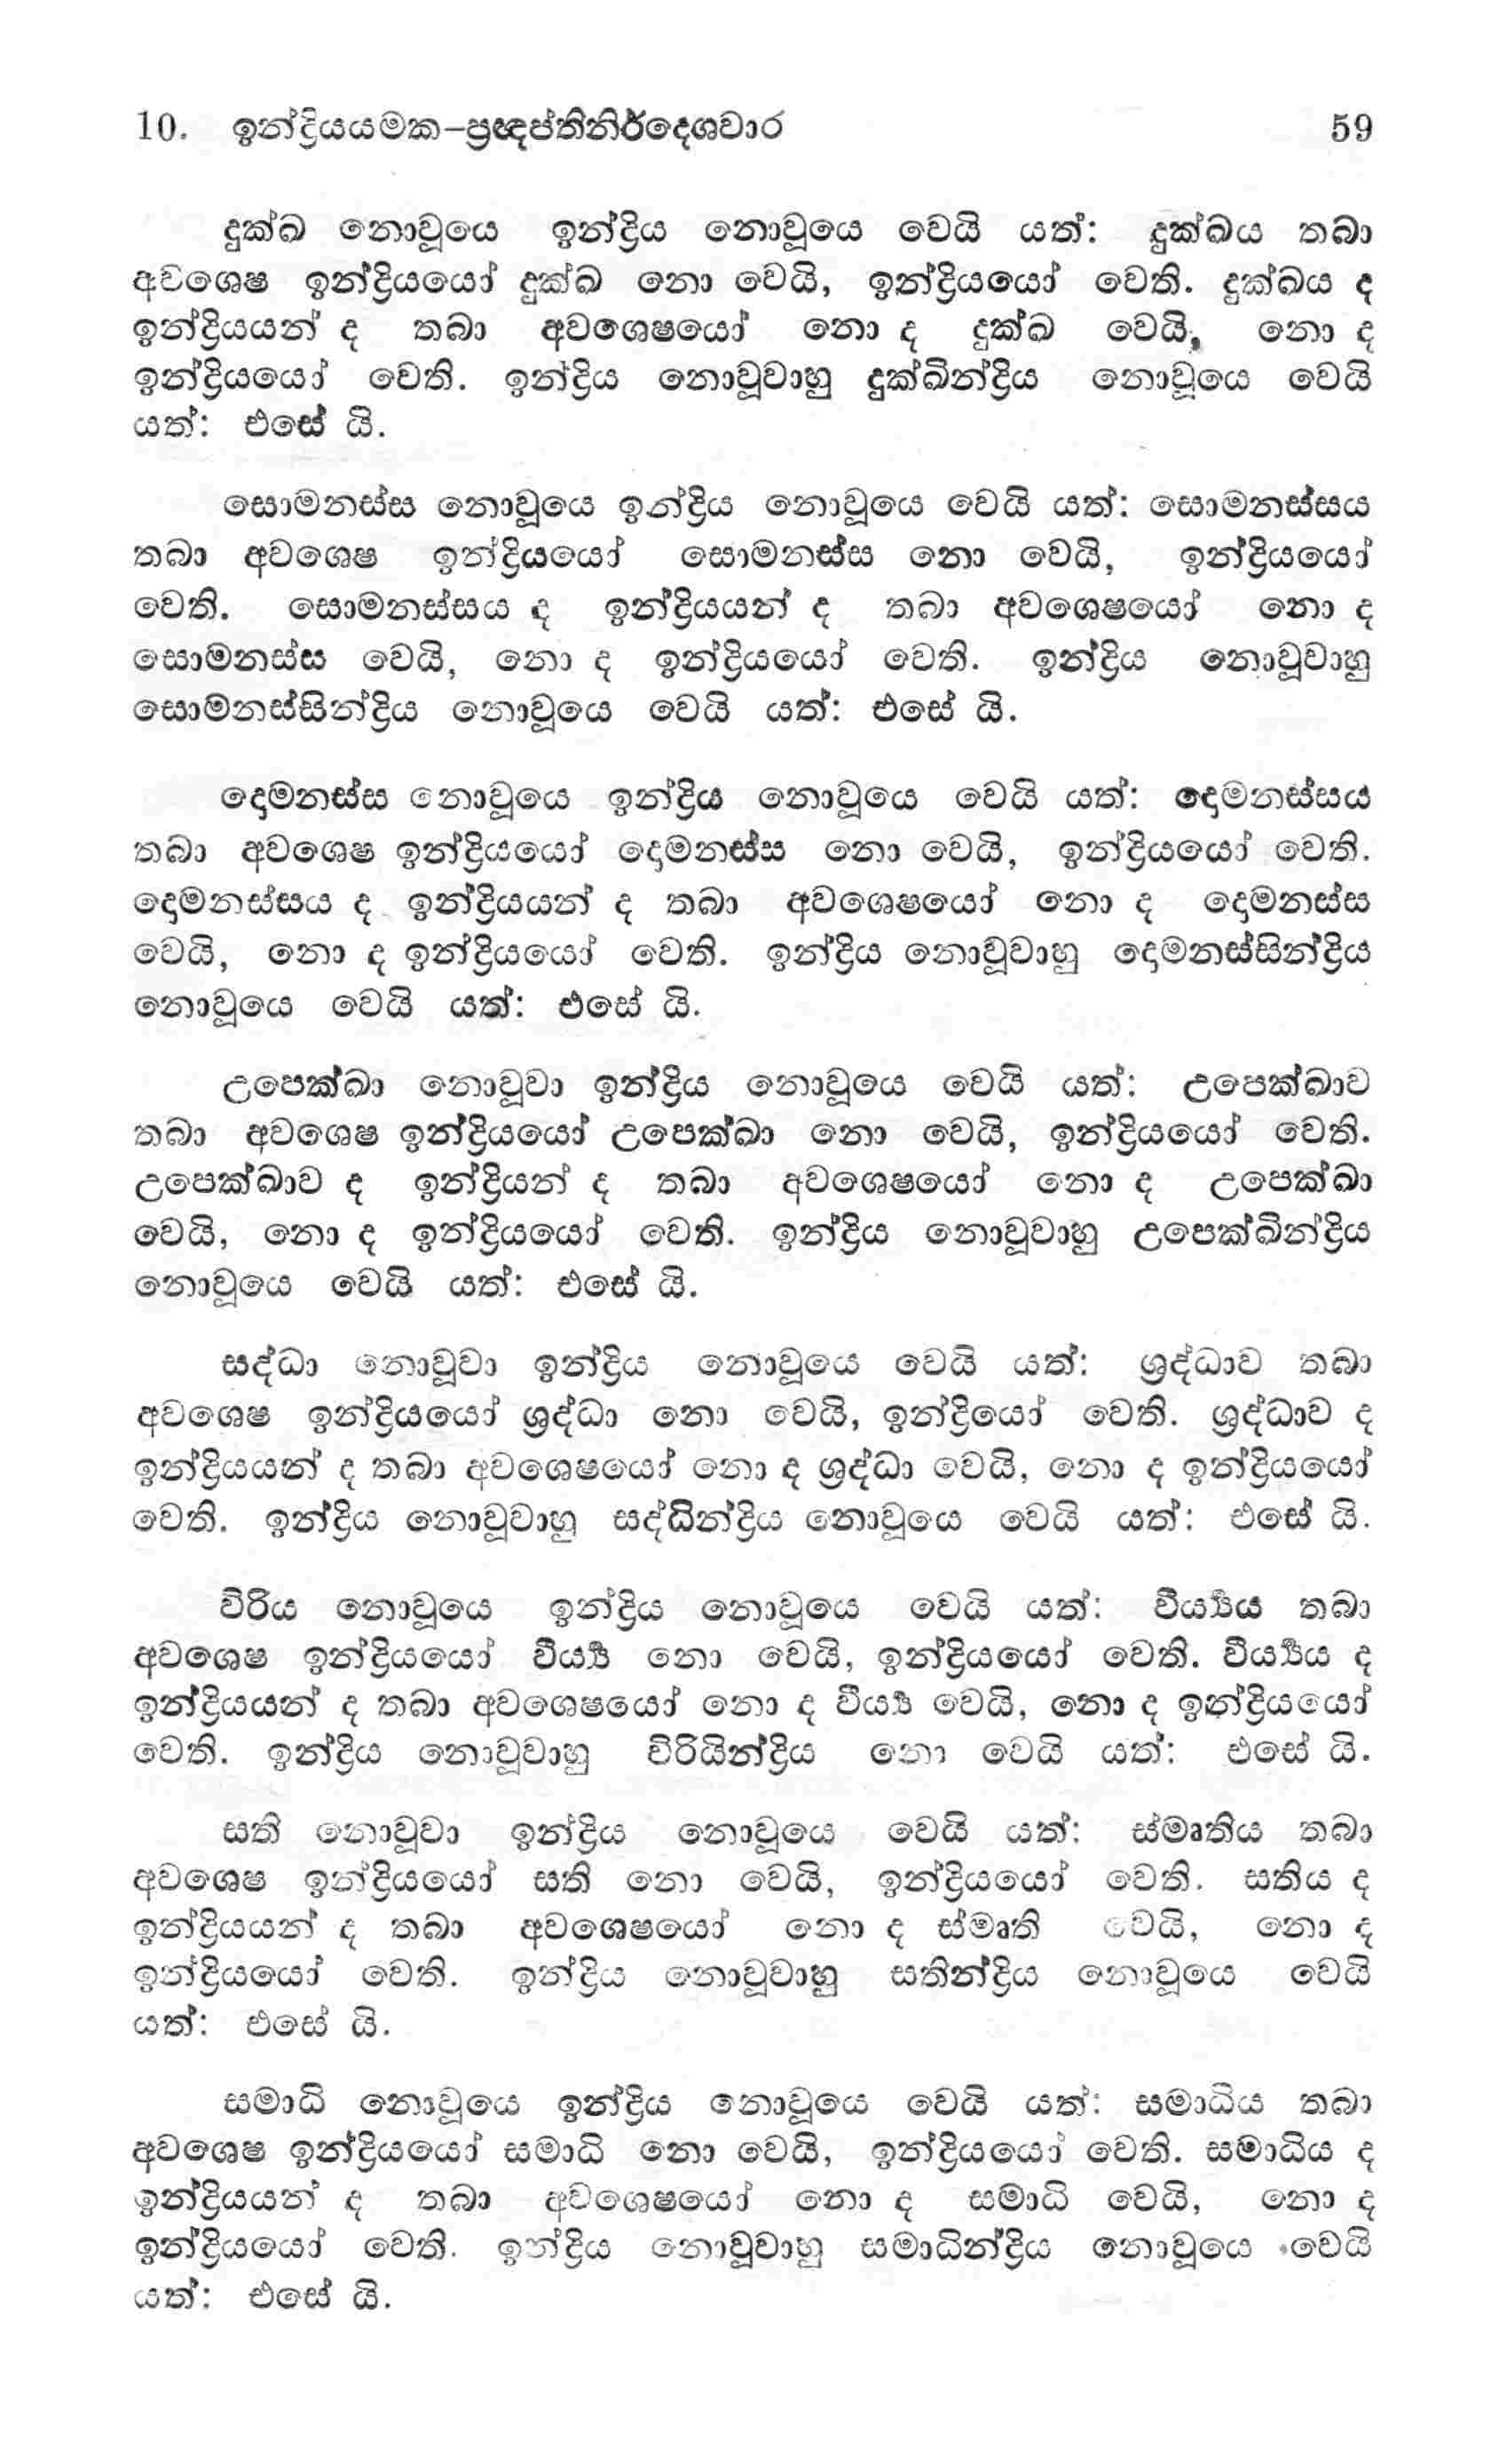 10. ඉන්ද්‍රියයමක–ප්‍රඥප්තිනිර්දෙශවාර 59
දුක්ඛ නොවූයෙ ඉන්ද්‍රිය නොවූයෙ වෙයි යත්: දුක්ඛය තබා
අවශෙෂ ඉන්ද්‍රියයෝ දුක්ඛ නො වෙයි, ඉන්ද්‍රියයෝ වෙති. දුක්ඛය ද
ඉන්ද්‍රියයන් ද තබා අවශෙෂයෝ නො ද දුක්ඛ වෙයි, නො ද
ඉන්ද්‍රියයෝ වෙති. ඉන්ද්‍රිය නොවූවාහු දුක්ඛින්ද්‍රිය නොවූයෙ වෙයි
යත්: එසේ යි.
සොමනස්ස නොවූයෙ ඉන්ද්‍රිය නොවූයෙ වෙයි යත්: සොමනස්සය
තබා අවශෙෂ ඉන්ද්‍රියයෝ සොමනස්ස නො වෙයි, ඉන්ද්‍රියයෝ
වෙති. සොමනස්සය ද ඉන්ද්‍රියයන් ද තබා අවශෙෂයෝ නො ද
සොමනස්ස වෙයි, නො ද ඉන්ද්‍රියයෝ වෙති. ඉන්ද්‍රිය නොවූවාහු
සොමනස්සින්ද්‍රිය නොවූයෙ වෙයි යත්: එසේ යි.
දොමනස්ස නොවූයෙ ඉන්ද්‍රිය නොවූයෙ වෙයි යත්: දොමනස්සය
තබා අවශෙෂ ඉන්ද්‍රියයෝ දොමනස්ස නො වෙයි, ඉන්ද්‍රියයෝ වෙති.
දොමනස්සය ද ඉන්ද්‍රියයන් ද තබා අවශෙෂයෝ නො ද දොමනස්ස
වෙයි, නො ද ඉන්ද්‍රියයෝ වෙති. ඉන්ද්‍රිය නොවූවාහු දොමනස්සින්ද්‍රිය
නොවූයෙ වෙයි යත්: එසේ යි.
උපෙක්ඛා නොවූවා ඉන්ද්‍රිය නොවූයෙ වෙයි යත්: උපෙක්ඛාව
තබා අවශෙෂ ඉන්ද්‍රියයෝ උපෙක්ඛා නො වෙයි, ඉන්ද්‍රියයෝ වෙති.
උපෙක්ඛාව ද ඉන්ද්‍රියන් ද තබා අවශෙෂයෝ නො ද උපෙක්ඛා
වෙයි, නො ද ඉන්ද්‍රියයෝ වෙති. ඉන්ද්‍රිය නොවූවාහු උපෙක්ඛින්ද්‍රිය
නොවූයෙ වෙයි යත්: එසේ යි.
සද්ධා නොවූවා ඉන්ද්‍රිය නොවූයෙ වෙයි යත්: ශ්‍රද්ධාව තබා
අවශෙෂ ඉන්ද්‍රියයෝ ශ්‍රද්ධා නො වෙයි, ඉන්ද්‍රියෝ වෙති. ශ්‍රද්ධාව ද
ඉන්ද්‍රියයන් ද තබා අවශෙෂයෝ නො ද ශ්‍රද්ධා වෙයි, නො ද ඉන්ද්‍රියයෝ
වෙති. ඉන්ද්‍රිය නොවූවාහු සද්ධින්ද්‍රිය නොවූයෙ වෙයි යත්: එසේ යි.
විරිය නොවූයෙ ඉන්ද්‍රිය නොවූයෙ වෙයි යත්: වීර්‍ය්‍යය තබා
අවශෙෂ ඉන්ද්‍රියයෝ වීර්‍ය්‍ය නො වෙයි, ඉන්ද්‍රියයෝ වෙති. වීර්‍ය්‍යය ද
ඉන්ද්‍රියයන් ද තබා අවශෙෂයෝ නො ද වීර්‍ය්‍ය වෙයි, නො ද ඉන්ද්‍රියයෝ
වෙති. ඉන්ද්‍රිය නොවූවාහු විරියින්ද්‍රිය නො වෙයි යත්: එසේ යි.
සති නොවූවා ඉන්ද්‍රිය නොවූයෙ වෙයි යත්: ස්මෘතිය තබා
අවශෙෂ ඉන්ද්‍රියයෝ සති නො වෙයි, ඉන්ද්‍රියයෝ වෙති. සතිය ද
ඉන්ද්‍රියයන් ද තබා අවශෙෂයෝ නො ද ස්මෘති වෙයි, නො ද
ඉන්ද්‍රියයෝ වෙති. ඉන්ද්‍රිය නොවූවාහු සතින්ද්‍රිය නොවූයෙ වෙයි
යත්: එසේ යි.
සමාධි නොවූයෙ ඉන්ද්‍රිය නොවූයෙ වෙයි යත්: සමාධිය තබා
අවශෙෂ ඉන්ද්‍රියයෝ සමාධි නො වෙයි, ඉන්ද්‍රියයෝ වෙති. සමාධිය ද
ඉන්ද්‍රියයන් ද තබා අවශෙෂයෝ නො ද සමාධි වෙයි, නො ද
ඉන්ද්‍රියයෝ වෙති. ඉන්ද්‍රිය නොවූවාහු සමාධින්ද්‍රිය නොවූයෙ වෙයි
යත්: එසේ යි.